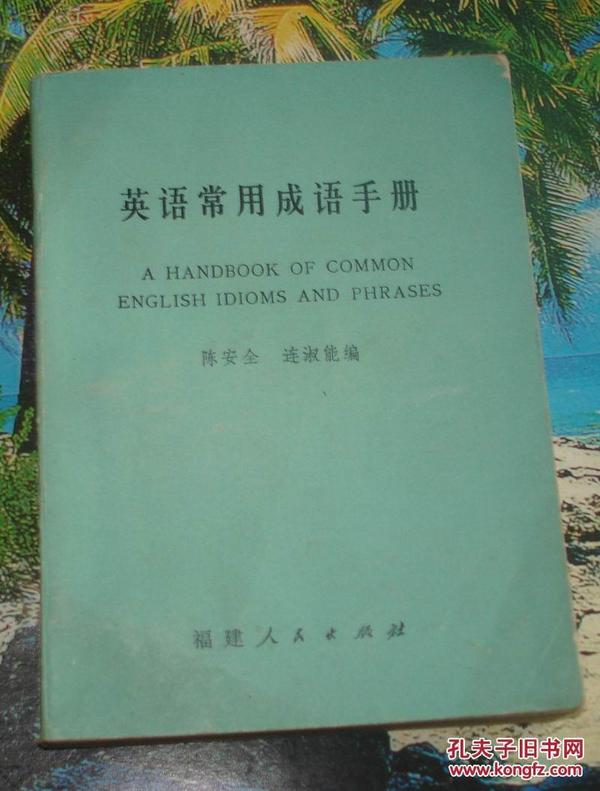 英语常用成语手册
A HANDBOOK OF COMMON
ENGLISH IDIOMS AND PHRASES
陈安全 连淑能编
福建人民出版社
孔夫子旧书网
www.kongfz.com